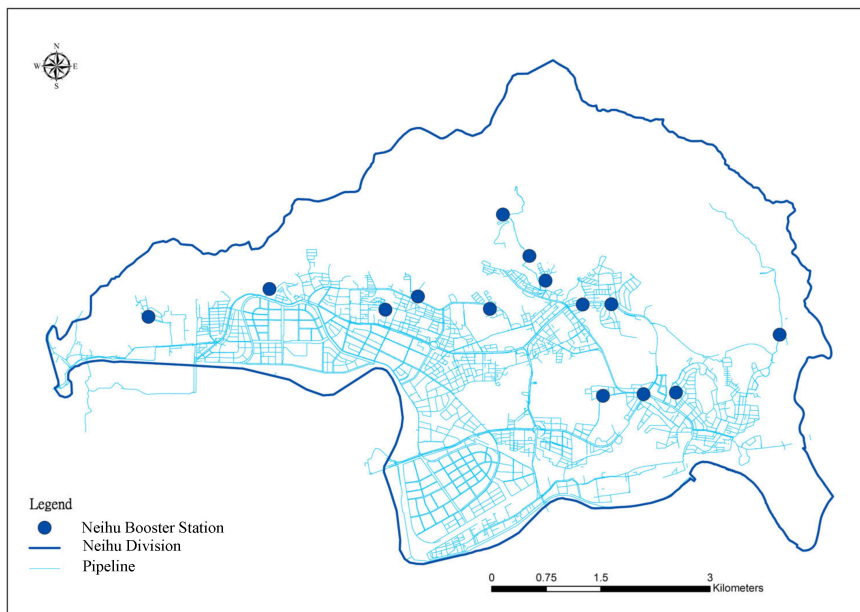 N
W E
S
Legend
Neihu Booster Station
Neihu Division
Pipeline
0 0.75 1.5 3
Kilometers